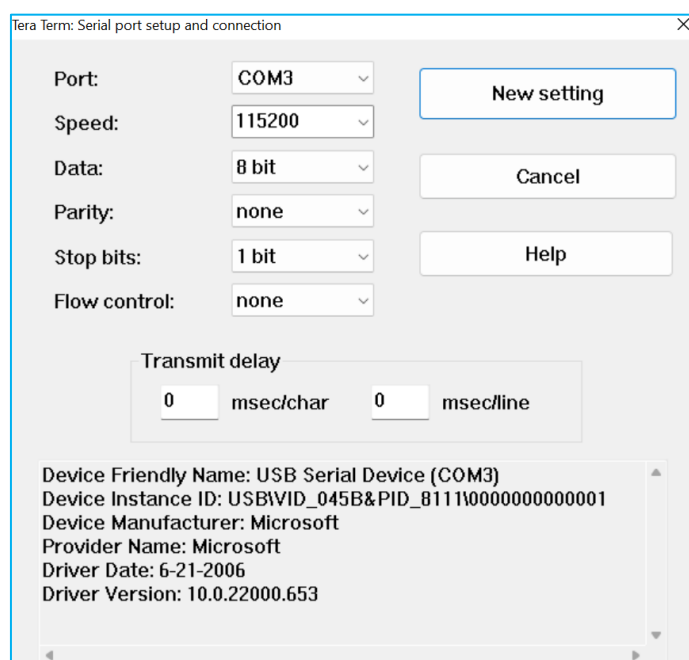 Tera Term: Serial port setup and connection
Port: COM3 New setting
Speed: 115200
Data: 8 bit Cancel
Parity: none
Stop bits: 1 bit Help
Flow control: none
Transmit delay
0 msec/char 0 msec/line
Device Friendly Name: USB Serial Device (COM3)
Device Instance ID: USB\VID_045B&PID_8111\0000000000001
Device Manufacturer: Microsoft
Provider Name: Microsoft
Driver Date: 6-21-2006
Driver Version: 10.0.22000.653